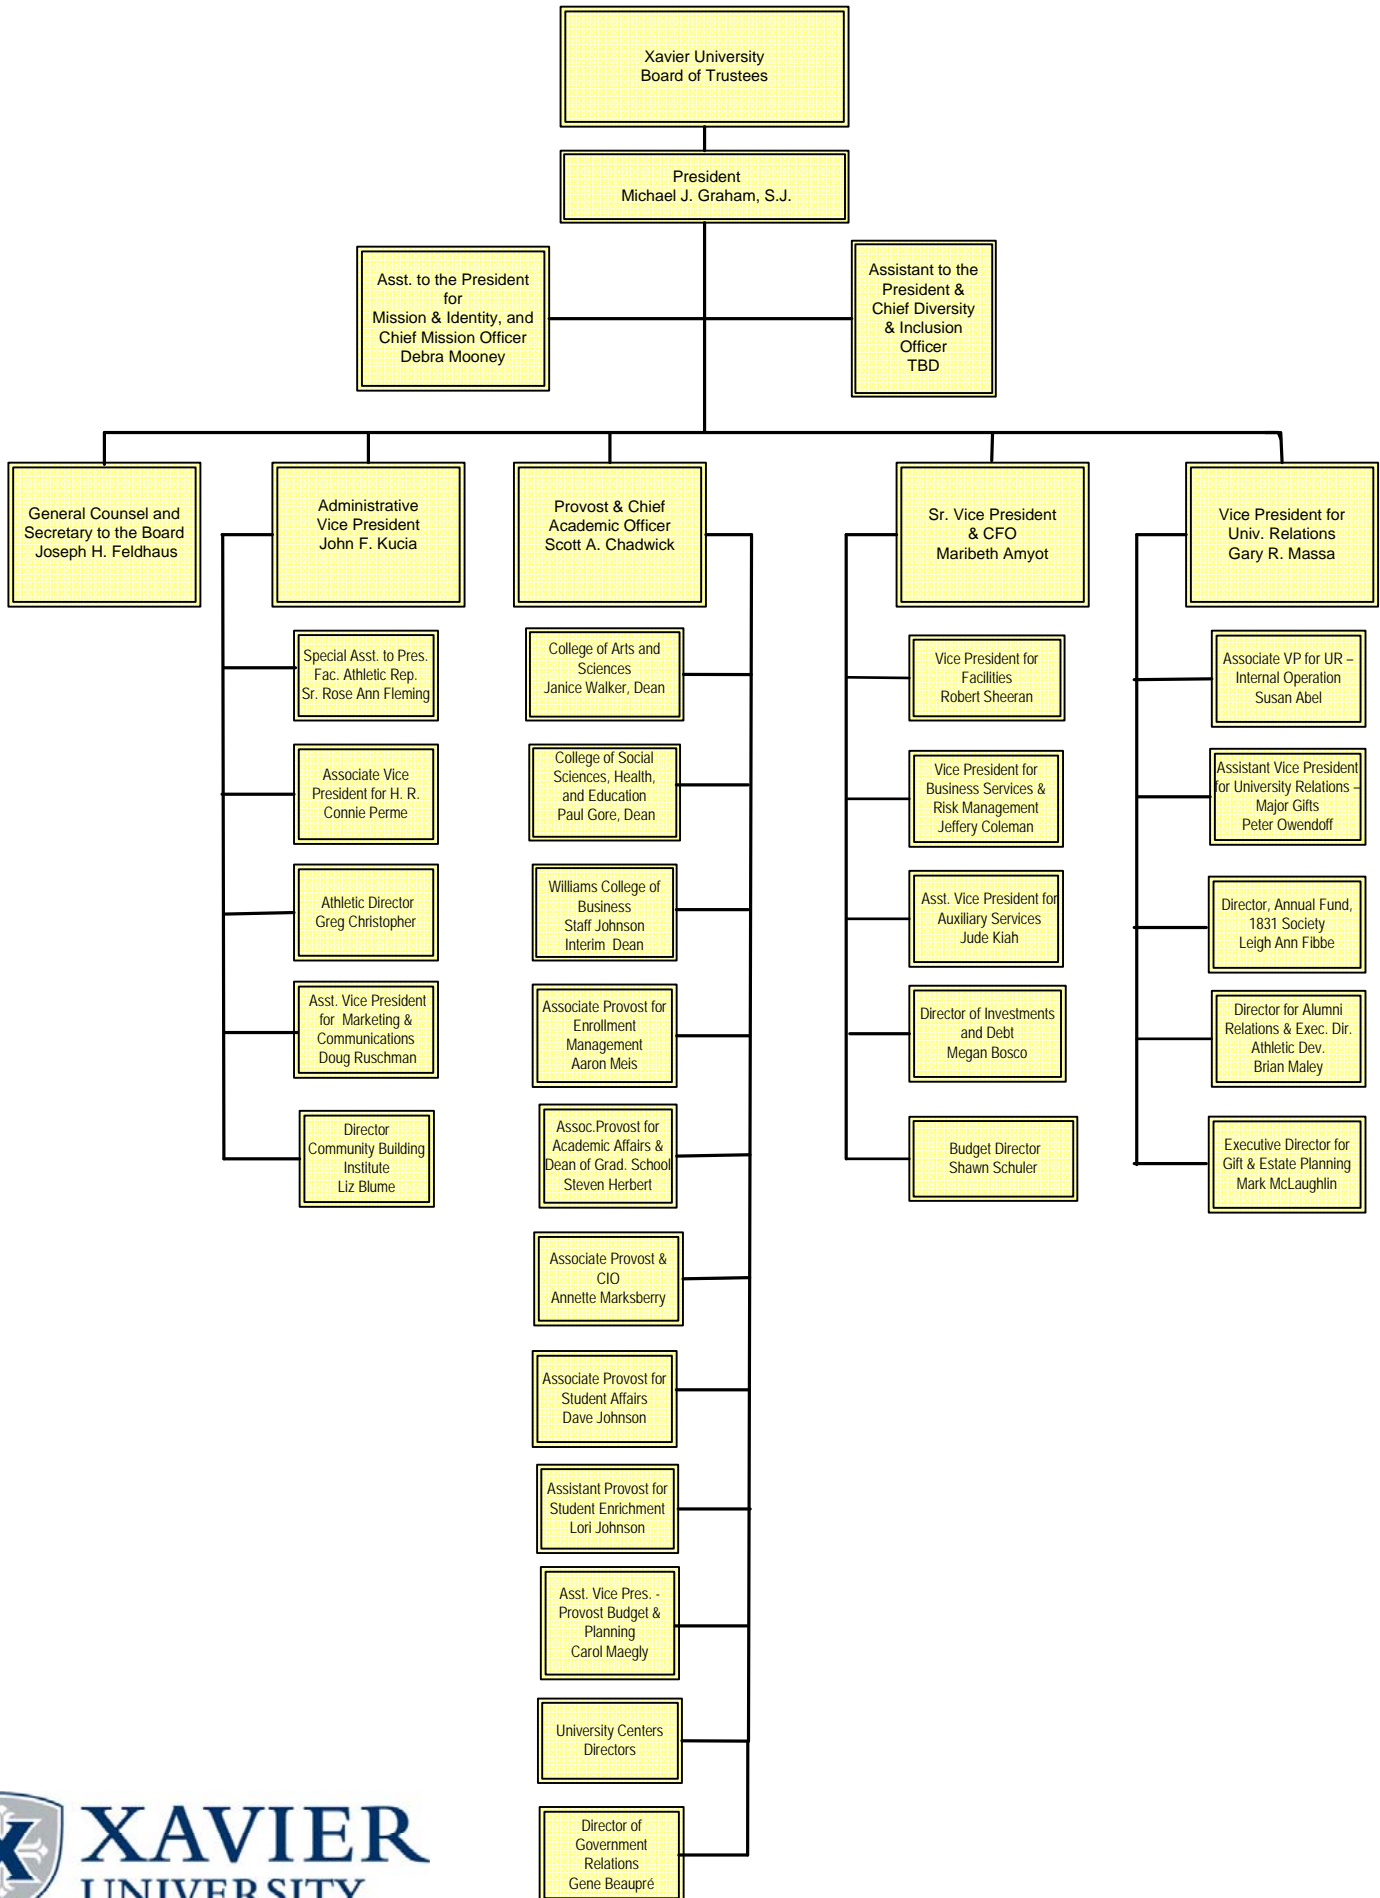 Xavier University
Board of Trustees
President
Michael J. Graham, S.J.
Asst. to the President
for
Mission & Identity, and
Chief Mission Officer
Debra Mooney
Assistant to the
President &
Chief Diversity
& Inclusion
Officer
TBD
General Counsel and
Secretary to the Board
Joseph H. Feldhaus
Administrative
Vice President
John F. Kucia
Provost & Chief
Academic Officer
Scott A. Chadwick
Sr. Vice President
& CFO
Maribeth Amyot
Vice President for
Univ. Relations
Gary R. Massa
Special Asst. to Pres.
Fac. Athletic Rep.
Sr. Rose Ann Fleming
Associate Vice
President for H. R.
Connie Perme
Athletic Director
Greg Christopher
Asst. Vice President
for Marketing &
Communications
Doug Ruschman
Director
Community Building
Institute
Liz Blume
College of Arts and
Sciences
Janice Walker, Dean
College of Social
Sciences, Health,
and Education
Paul Gore, Dean
Williams College of
Business
Staff Johnson
Interim Dean
Associate Provost for
Enrollment
Management
Aaron Meis
Assoc.Provost for
Academic Affairs &
Dean of Grad. School
Steven Herbert
Associate Provost &
CIO
Annette Marksberry
Associate Provost for
Student Affairs
Dave Johnson
Assistant Provost for
Student Enrichment
Lori Johnson
Asst. Vice Pres. -
Provost Budget &
Planning
Carol Maegly
University Centers
Directors
Director of
Government
Relations
Gene Beaupré
Vice President for
Facilities
Robert Sheeran
Vice President for
Business Services &
Risk Management
Jeffery Coleman
Asst. Vice President for
Auxiliary Services
Jude Kiah
Director of Investments
and Debt
Megan Bosco
Budget Director
Shawn Schuler
Associate VP for UR –
Internal Operation
Susan Abel
Assistant Vice President
for University Relations –
Major Gifts
Peter Owendoff
Director, Annual Fund,
1831 Society
Leigh Ann Fibbe
Director for Alumni
Relations & Exec. Dir.
Athletic Dev.
Brian Maley
Executive Director for
Gift & Estate Planning
Mark McLaughlin
X
XAVIER
UNIVERSITY